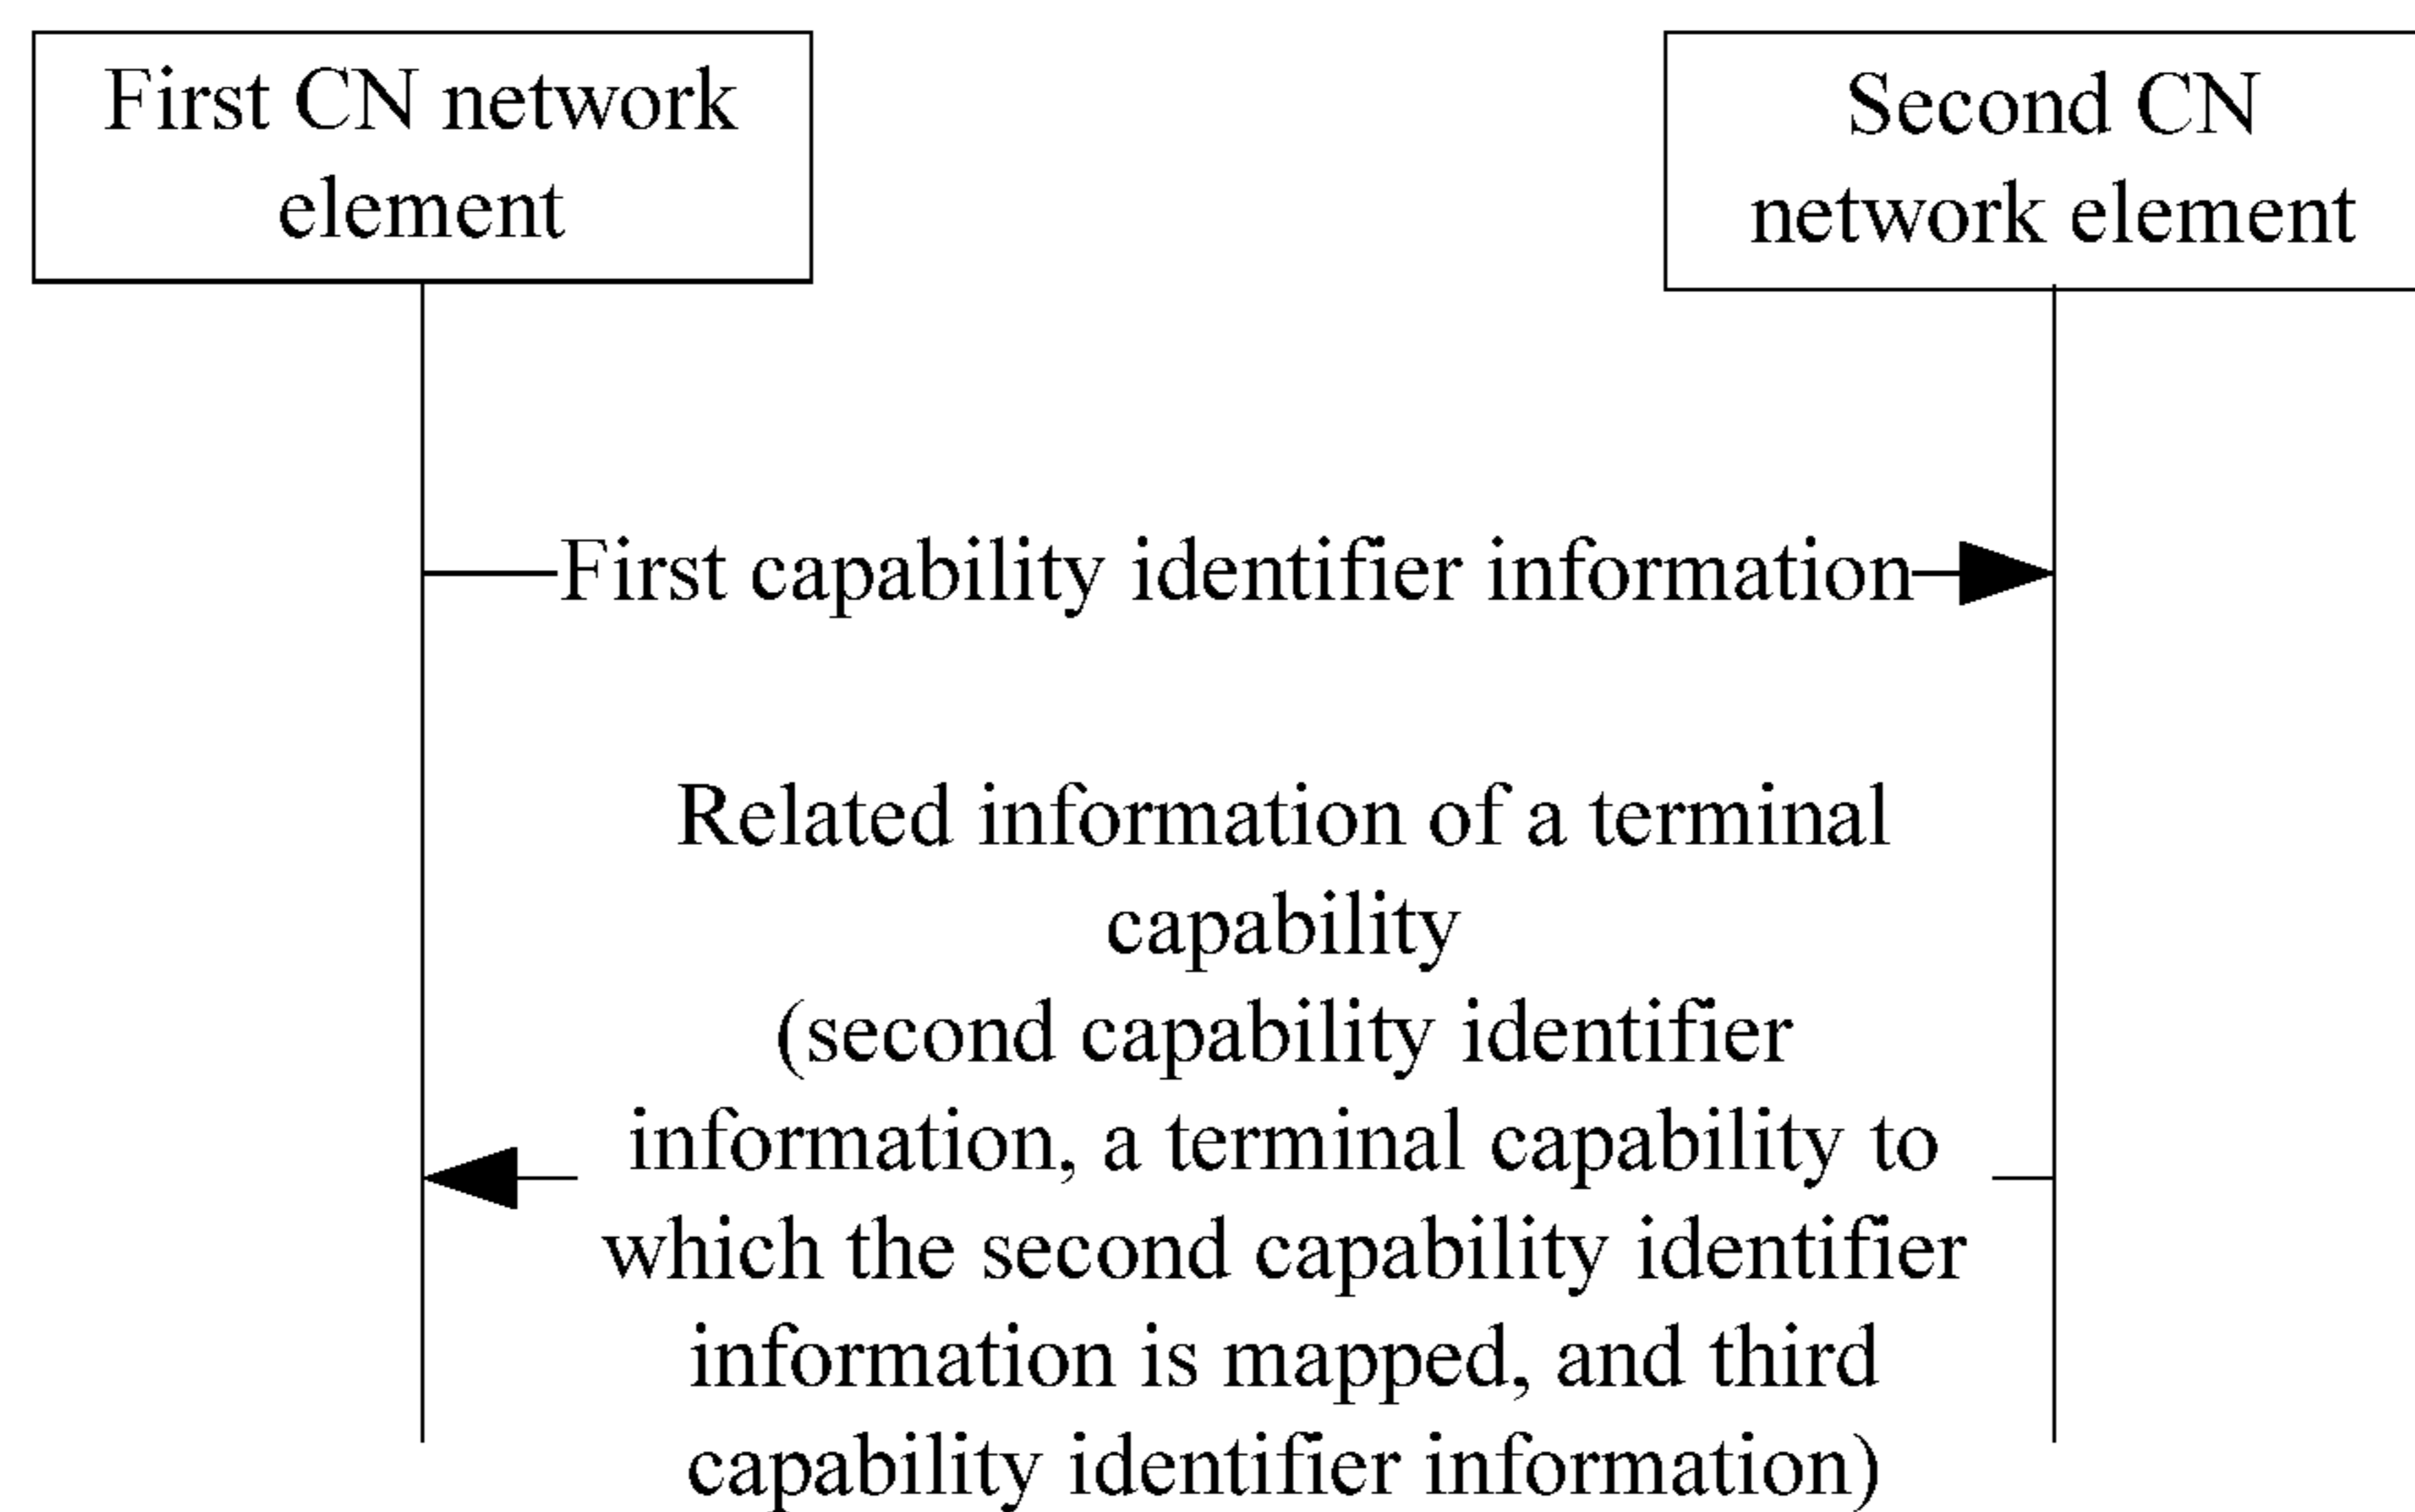 First CN network
element
Second CN
network element
First capability identifier information
Related information of a terminal
capability
(second capability identifier
information, a terminal capability to
which the second capability identifier
information is mapped, and third
capability identifier information)